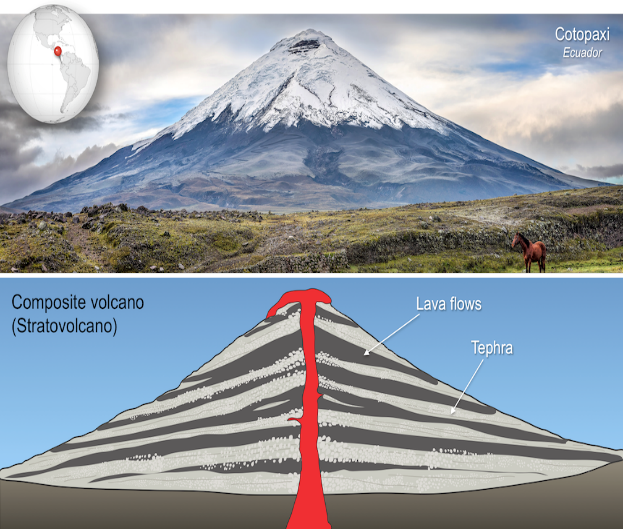 Cotopaxi
Ecuador
Composite volcano
(Stratovolcano)
Lava flows
Tephra